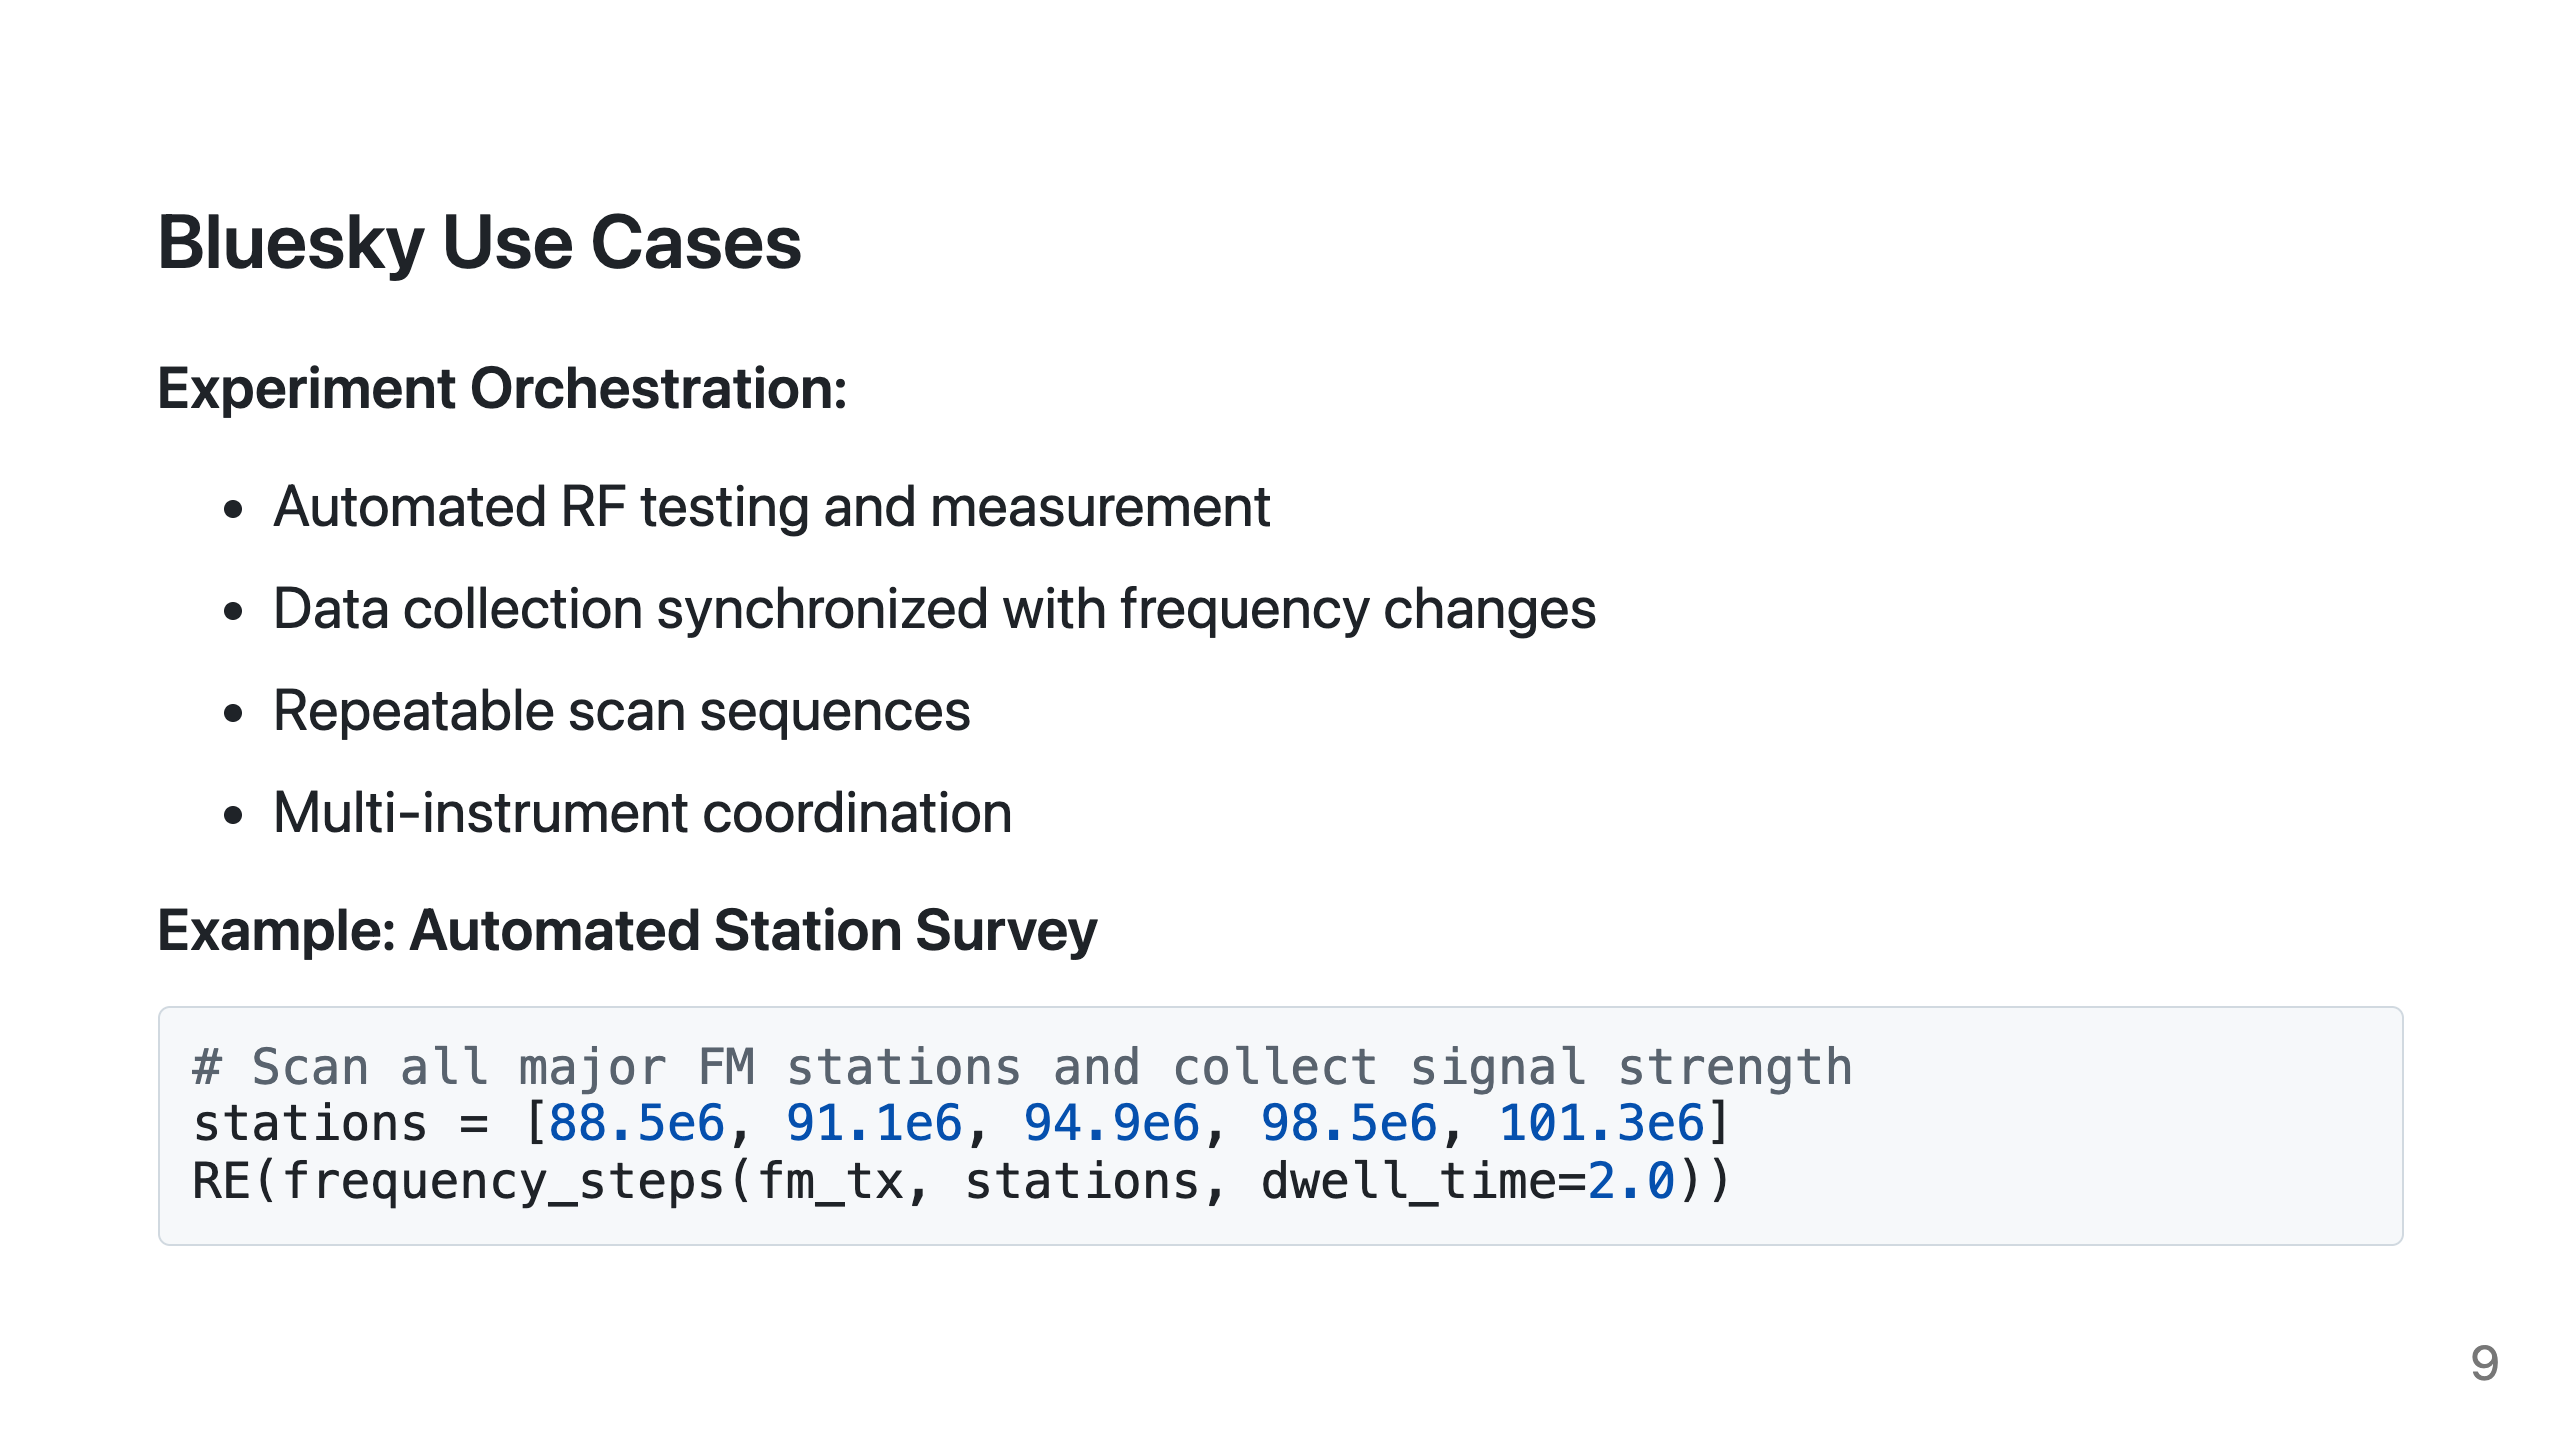 Bluesky Use Cases
Experiment Orchestration:
• Automated RF testing and measurement
• Data collection synchronized with frequency changes
• Repeatable scan sequences
• Multi-instrument coordination
Example: Automated Station Survey
# Scan all major FM stations and collect signal strength
stations = [88.5e6, 91.1e6, 94.9e6, 98.5e6, 101.3e6]
RE(frequency_steps(fm_tx, stations, dwell_time=2.0))
9